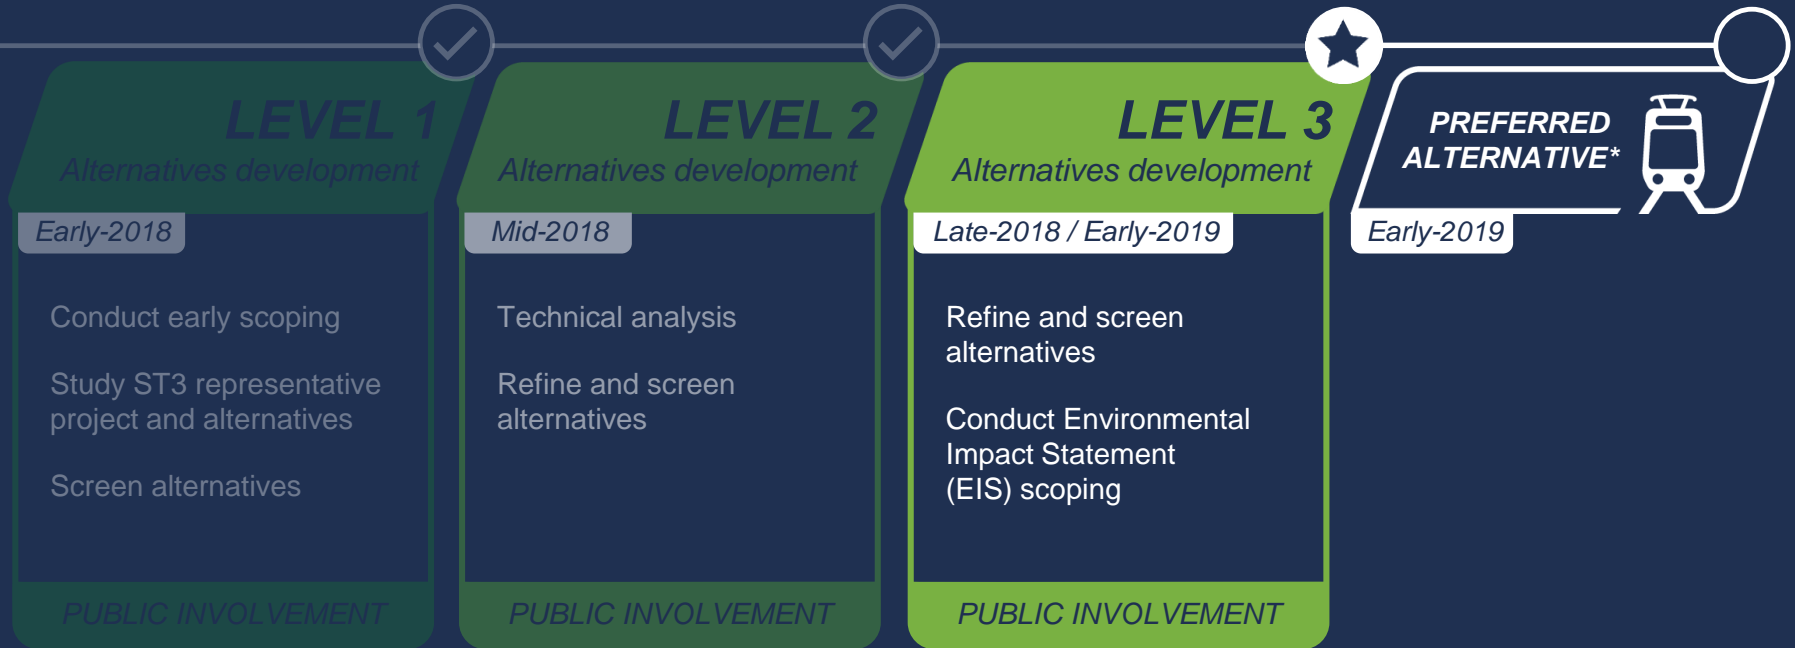 LEVEL 1
Alternatives development
Early-2018
Conduct early scoping
Study ST3 representative
project and alternatives
Screen alternatives
PUBLIC INVOLVEMENT
LEVEL 2
Alternatives development
Mid-2018
Technical analysis
Refine and screen
alternatives
PUBLIC INVOLVEMENT
LEVEL 3
Alternatives development
Late-2018 / Early-2019
Refine and screen
alternatives
Conduct Environmental
Impact Statement
(EIS) scoping
PUBLIC INVOLVEMENT
PREFERRED
ALTERNATIVE*
Early-2019